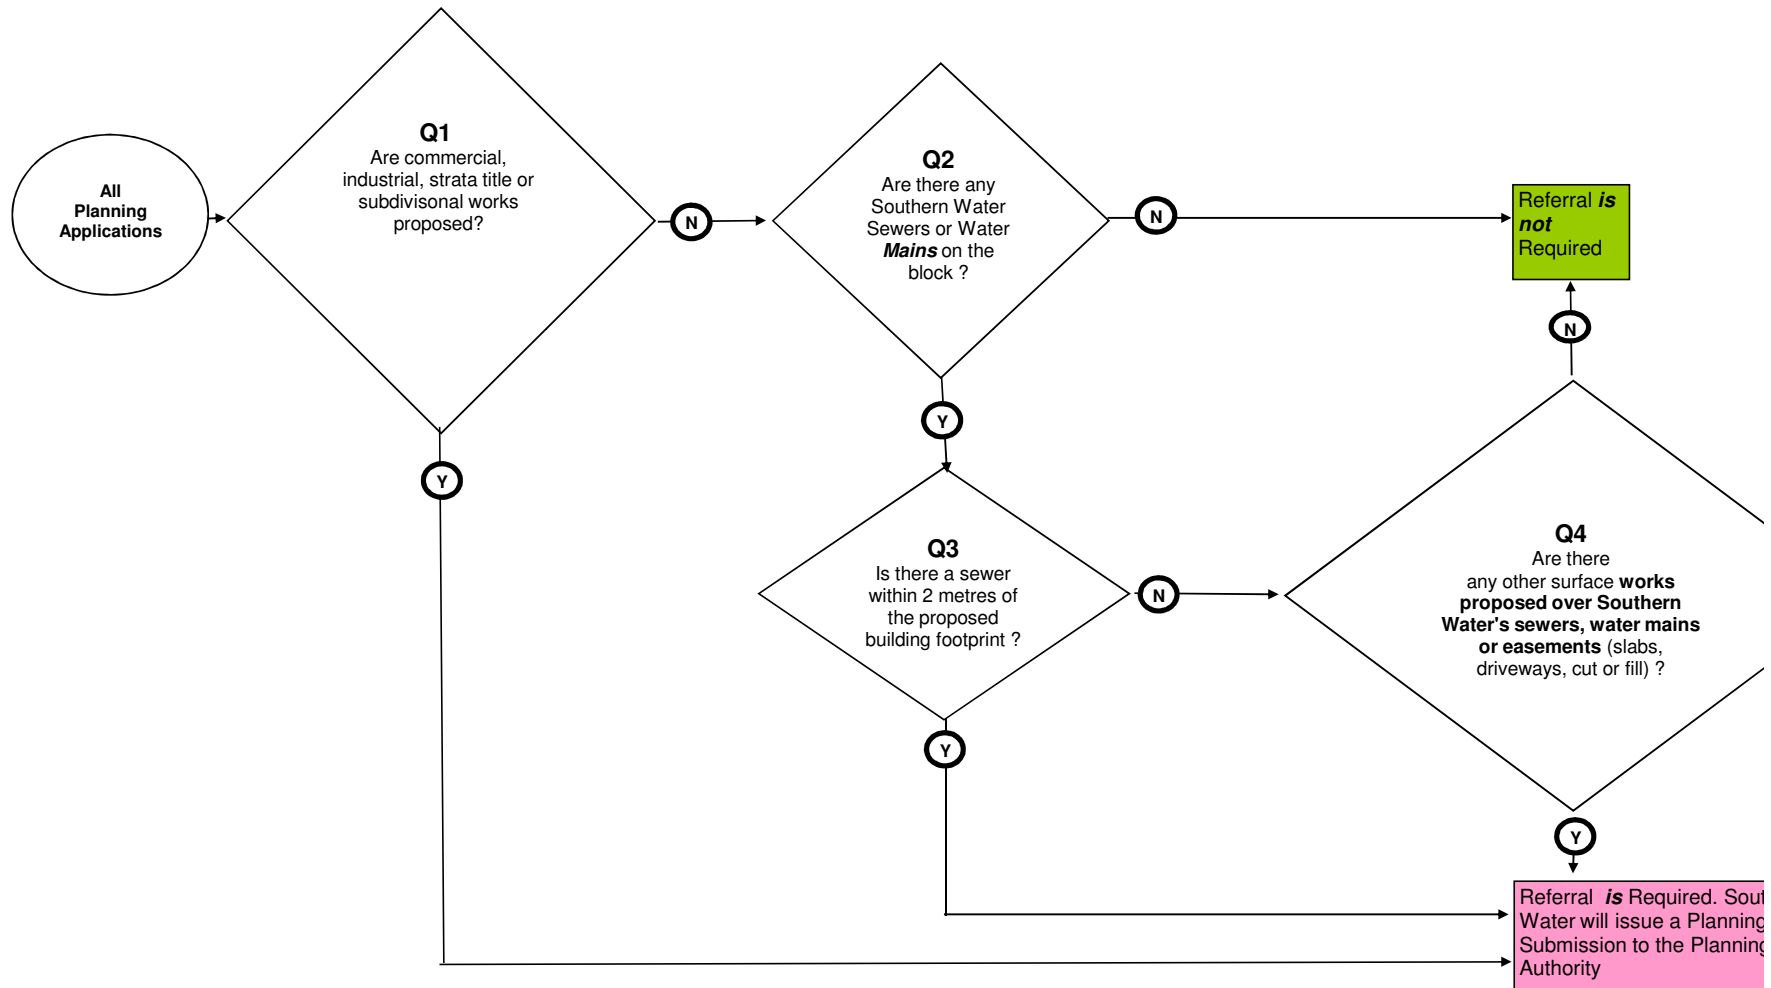 All
Planning
Applications
Q1
Are commercial,
industrial, strata title or
subdivisonal works
proposed?
N
Q2
Are there any
Southern Water
Sewers or Water
Mains on the
block ?
N
Referral is
not
Required
N
Y
Y
Q3
Is there a sewer
within 2 metres of
the proposed
building footprint ?
N
Q4
Are there
any other surface works
proposed over Southern
Water's sewers, water mains
or easements (slabs,
driveways, cut or fill) ?
Y
Y
Referral is Required.
Water will issue a Planning
Submission to the Planning
Authority